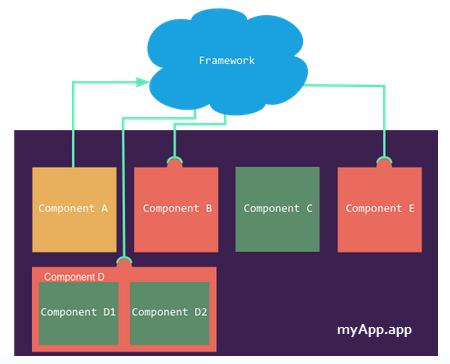 Framework
Component A
Component B
Component C
Component E
Component D
Component D1
Component D2
myApp.app